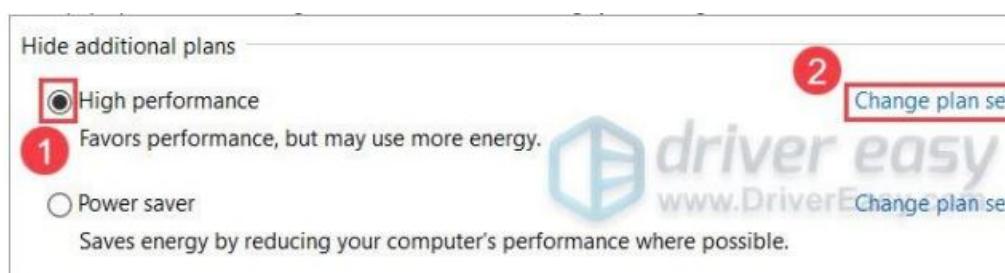 Hide additional plans
2
High performance
Change plan se
1
Favors performance, but may use more energy.
driver easy
www.DriverEasy.com
Power saver
Change plan se
Saves energy by reducing your computer's performance where possible.